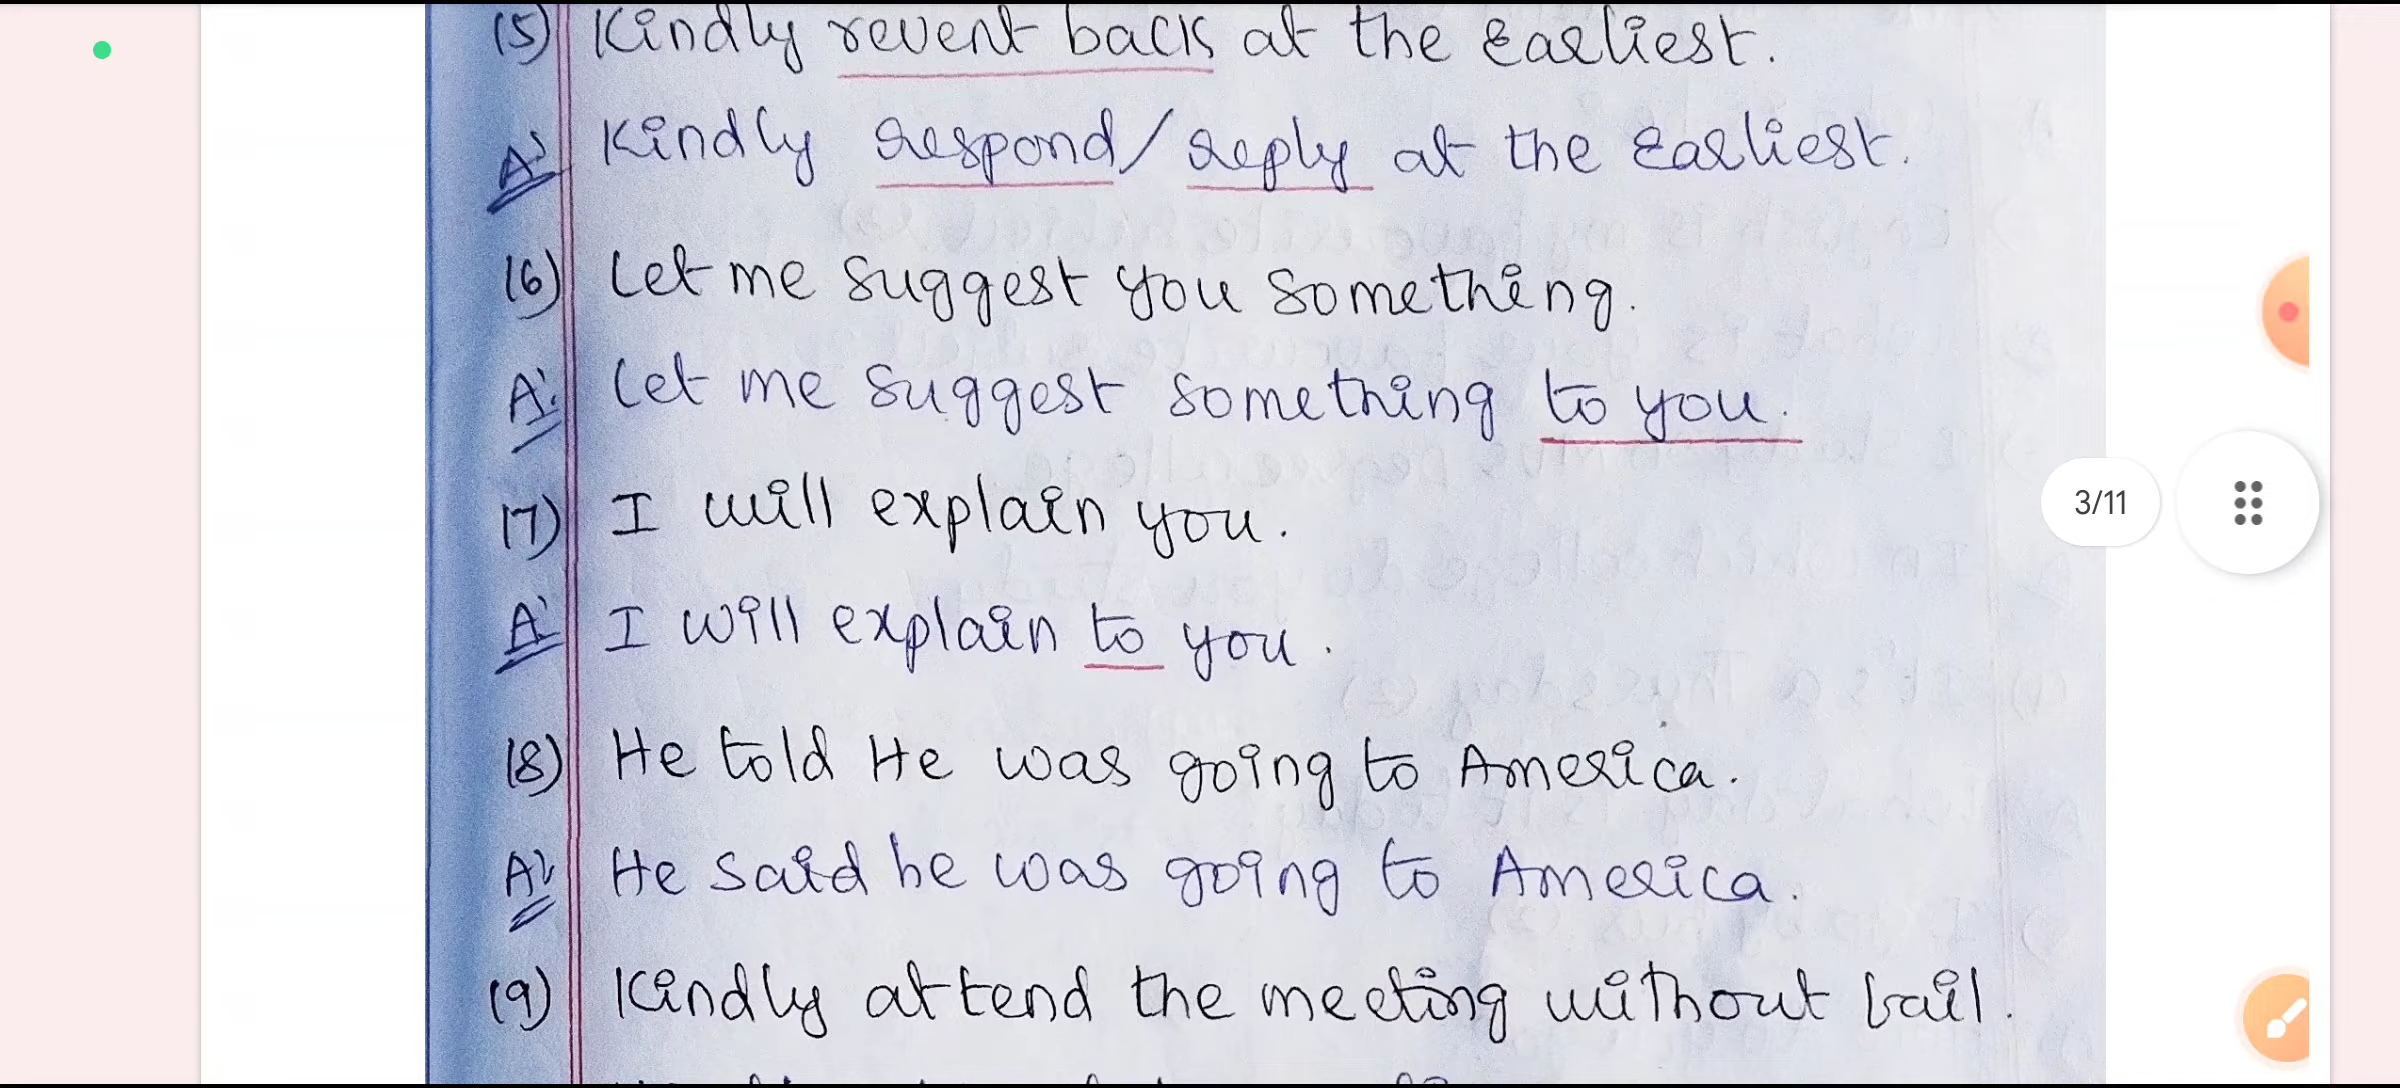 15) Kindly revert back at the Earliest.
A: Kindly respond/reply at the Earliest.
16) Let me suggest you something.
A: Let me suggest something to you.
17) I will explain you.
3/11
A: I will explain to you.
18) He told He was going to America.
A: He said he was going to America.
19) Kindly attend the meeting without fail.